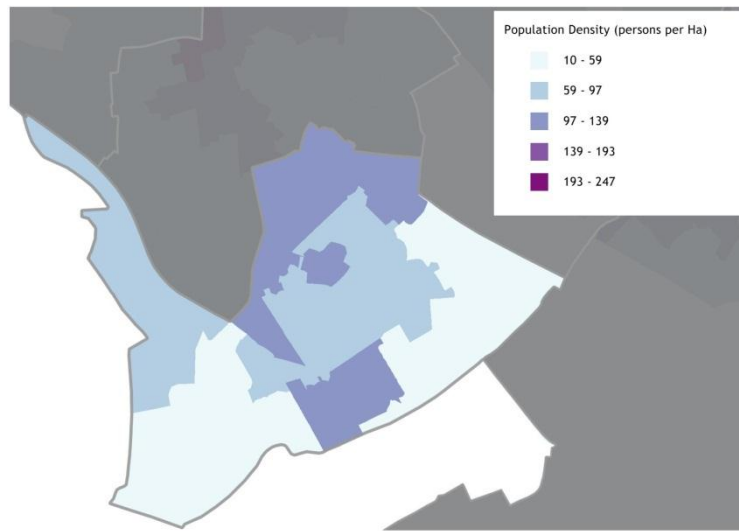 Population Density (persons per Ha)
10 - 59
59 - 97
97 - 139
139 - 193
193 - 247